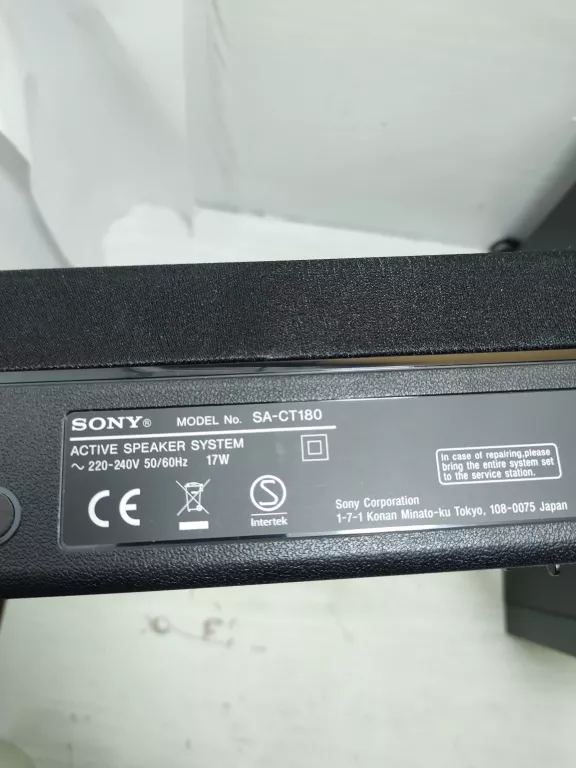 SONY® MODEL No. SA-CT180
ACTIVE SPEAKER SYSTEM
~ 220-240V 50/60Hz 17W
In case of repairing,please
bring the entire system set
to the service station.
CE
S
Intertek
Sony Corporation
1-7-1 Konan Minato-ku Tokyo, 108-0075 Japan